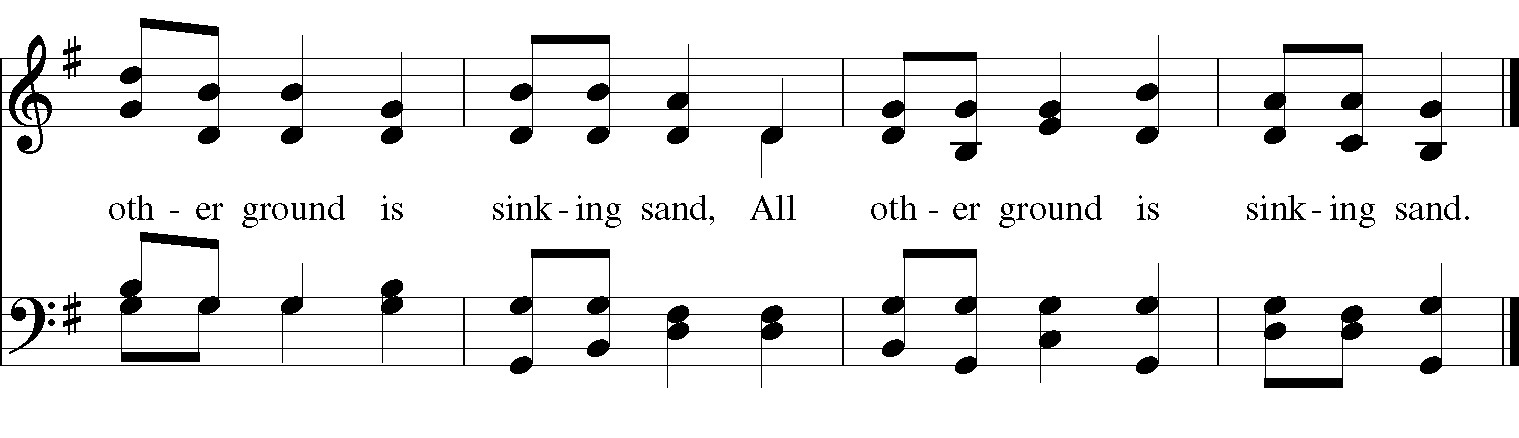 oth - er ground is sink - ing sand, All oth - er ground is sink - ing sand.